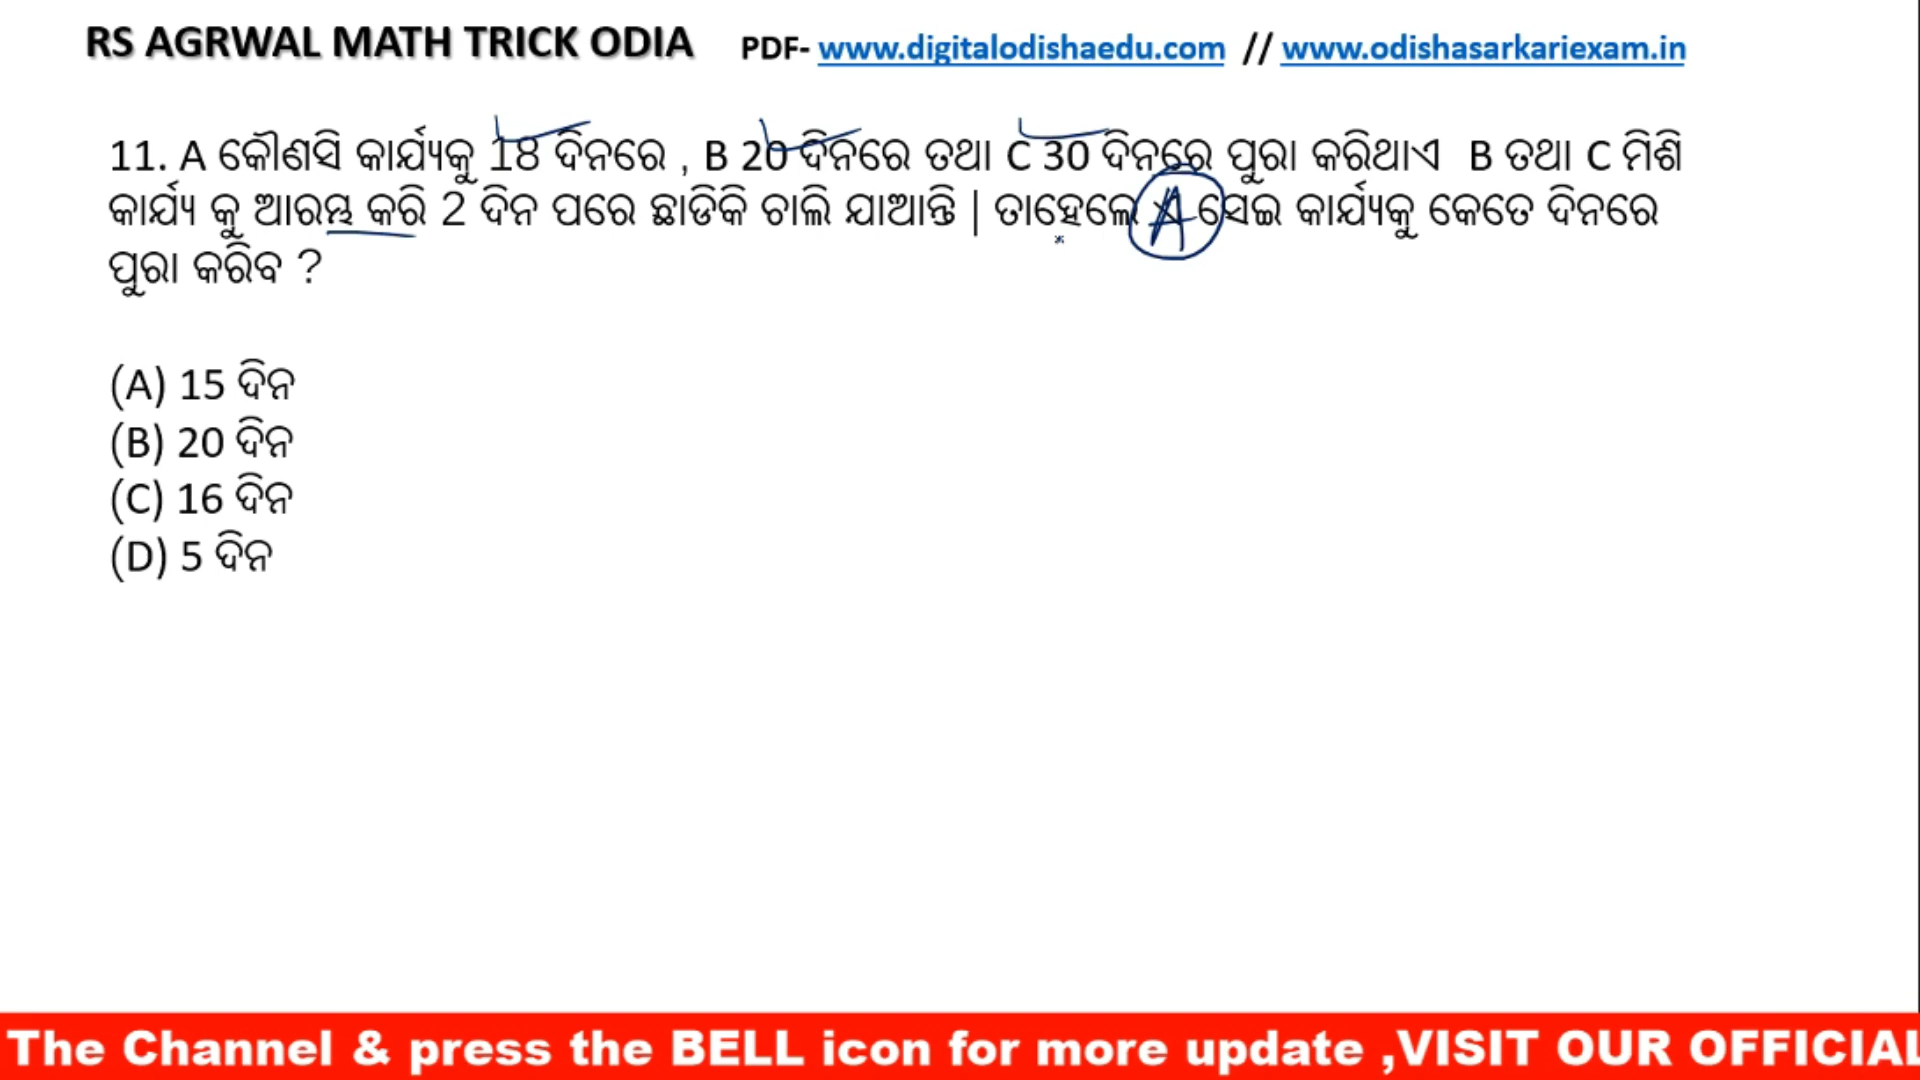 RS AGRWAL MATH TRICK ODIA PDF- www.digitalodishaedu.com // www.odishasarkariexam.in
11. A କୌଣସି କାର୍ଯ୍ୟକୁ 18 ଦିନରେ , B 20 ଦିନରେ ତଥା C 30 ଦିନରେ ପୁରା କରିଥାଏ B ତଥା C ମିଶି
କାର୍ଯ୍ୟ କୁ ଆରମ୍ଭ କରି 2 ଦିନ ପରେ ଛାଡିକି ଚାଲି ଯାଆନ୍ତି | ତାହେଲେ A ସେଇ କାର୍ଯ୍ୟକୁ କେତେ ଦିନରେ
ପୁରା କରିବ ?
(A) 15 ଦିନ
(B) 20 ଦିନ
(C) 16 ଦିନ
(D) 5 ଦିନ
The Channel & press the BELL icon for more update ,VISIT OUR OFFICIAL